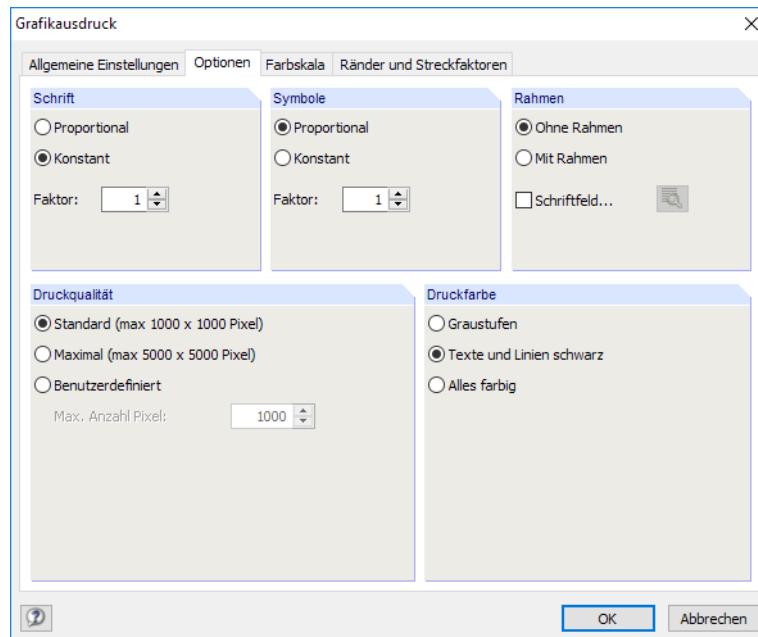 Grafikausdruck
Allgemeine Einstellungen Optionen Farbskala Ränder und Streckfaktoren
Schrift
Proportional
Konstant
Faktor: 1
Symbole
Proportional
Konstant
Faktor: 1
Rahmen
Ohne Rahmen
Mit Rahmen
Schriftfeld...
Druckqualität
Standard (max 1000 x 1000 Pixel)
Maximal (max 5000 x 5000 Pixel)
Benutzerdefiniert
Max. Anzahl Pixel: 1000
Druckfarbe
Graustufen
Texte und Linien schwarz
Alles farbig
OK Abbrechen